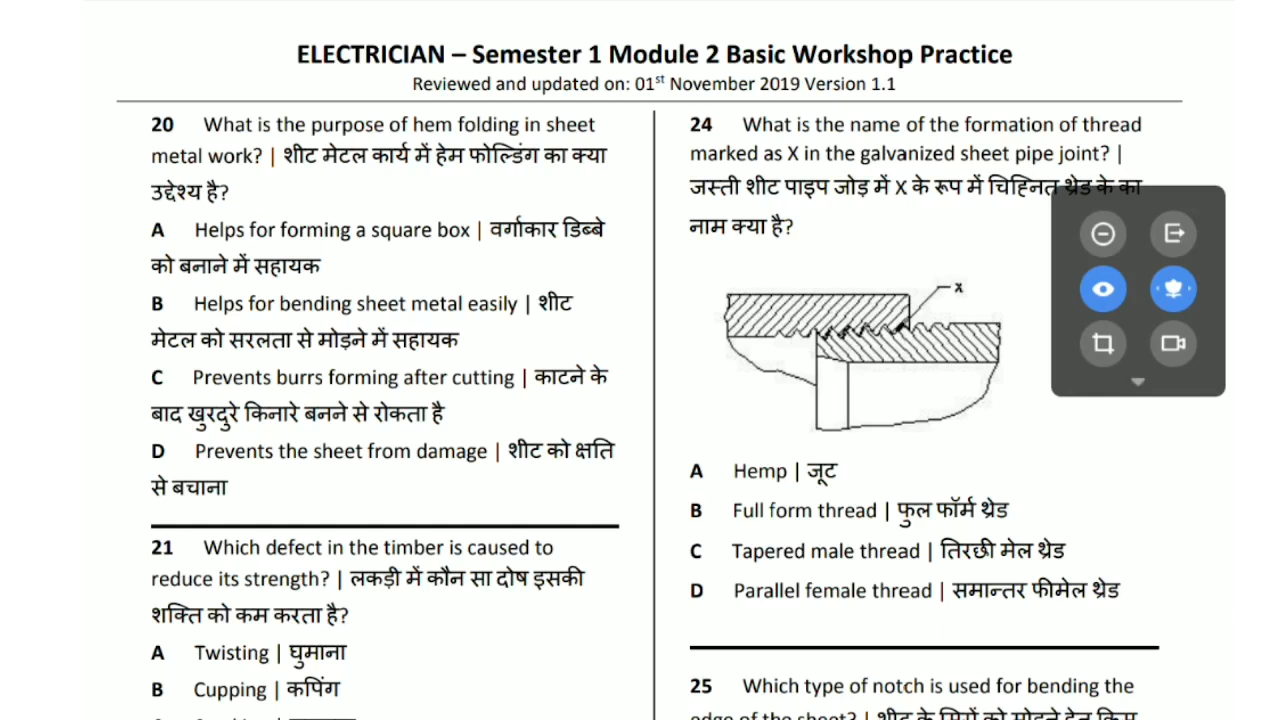 ELECTRICIAN – Semester 1 Module 2 Basic Workshop Practice
Reviewed and updated on: 01st November 2019 Version 1.1
20 What is the purpose of hem folding in sheet
metal work? | शीट मेटल कार्य में हेम फोल्डिंग का क्या
उद्देश्य है?
A Helps for forming a square box | वर्गाकार डिब्बे
को बनाने में सहायक
B Helps for bending sheet metal easily | शीट
मेटल को सरलता से मोड़ने में सहायक
C Prevents burrs forming after cutting | काटने के
बाद खुरदुरे किनारे बनने से रोकता है
D Prevents the sheet from damage | शीट को क्षति
से बचाना
21 Which defect in the timber is caused to
reduce its strength? | लकड़ी में कौन सा दोष इसकी
शक्ति को कम करता है?
A Twisting | घुमाना
B Cupping | कपिंग
24 What is the name of the formation of thread
marked as X in the galvanized sheet pipe joint? |
जस्ती शीट पाइप जोड़ में X के रूप में चिह्नित थ्रेड के का
नाम क्या है?
X
A Hemp | जूट
B Full form thread | फुल फॉर्म थ्रेड
C Tapered male thread | तिरछी मेल थ्रेड
D Parallel female thread | समान्तर फीमेल थ्रेड
25 Which type of notch is used for bending the
edge of the sheet? | शीट के सिरों को मोड़ने हेतु किस